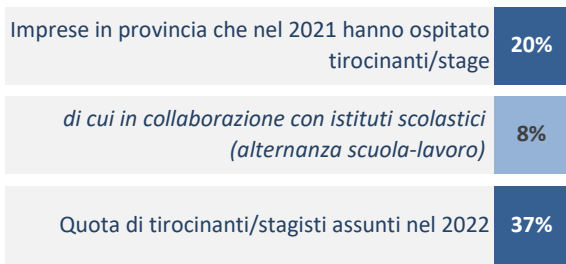 Imprese in provincia che nel 2021 hanno ospitato
tirocinanti/stage
20%
di cui in collaborazione con istituti scolastici
(alternanza scuola-lavoro)
8%
Quota di tirocinanti/stagisti assunti nel 2022
37%